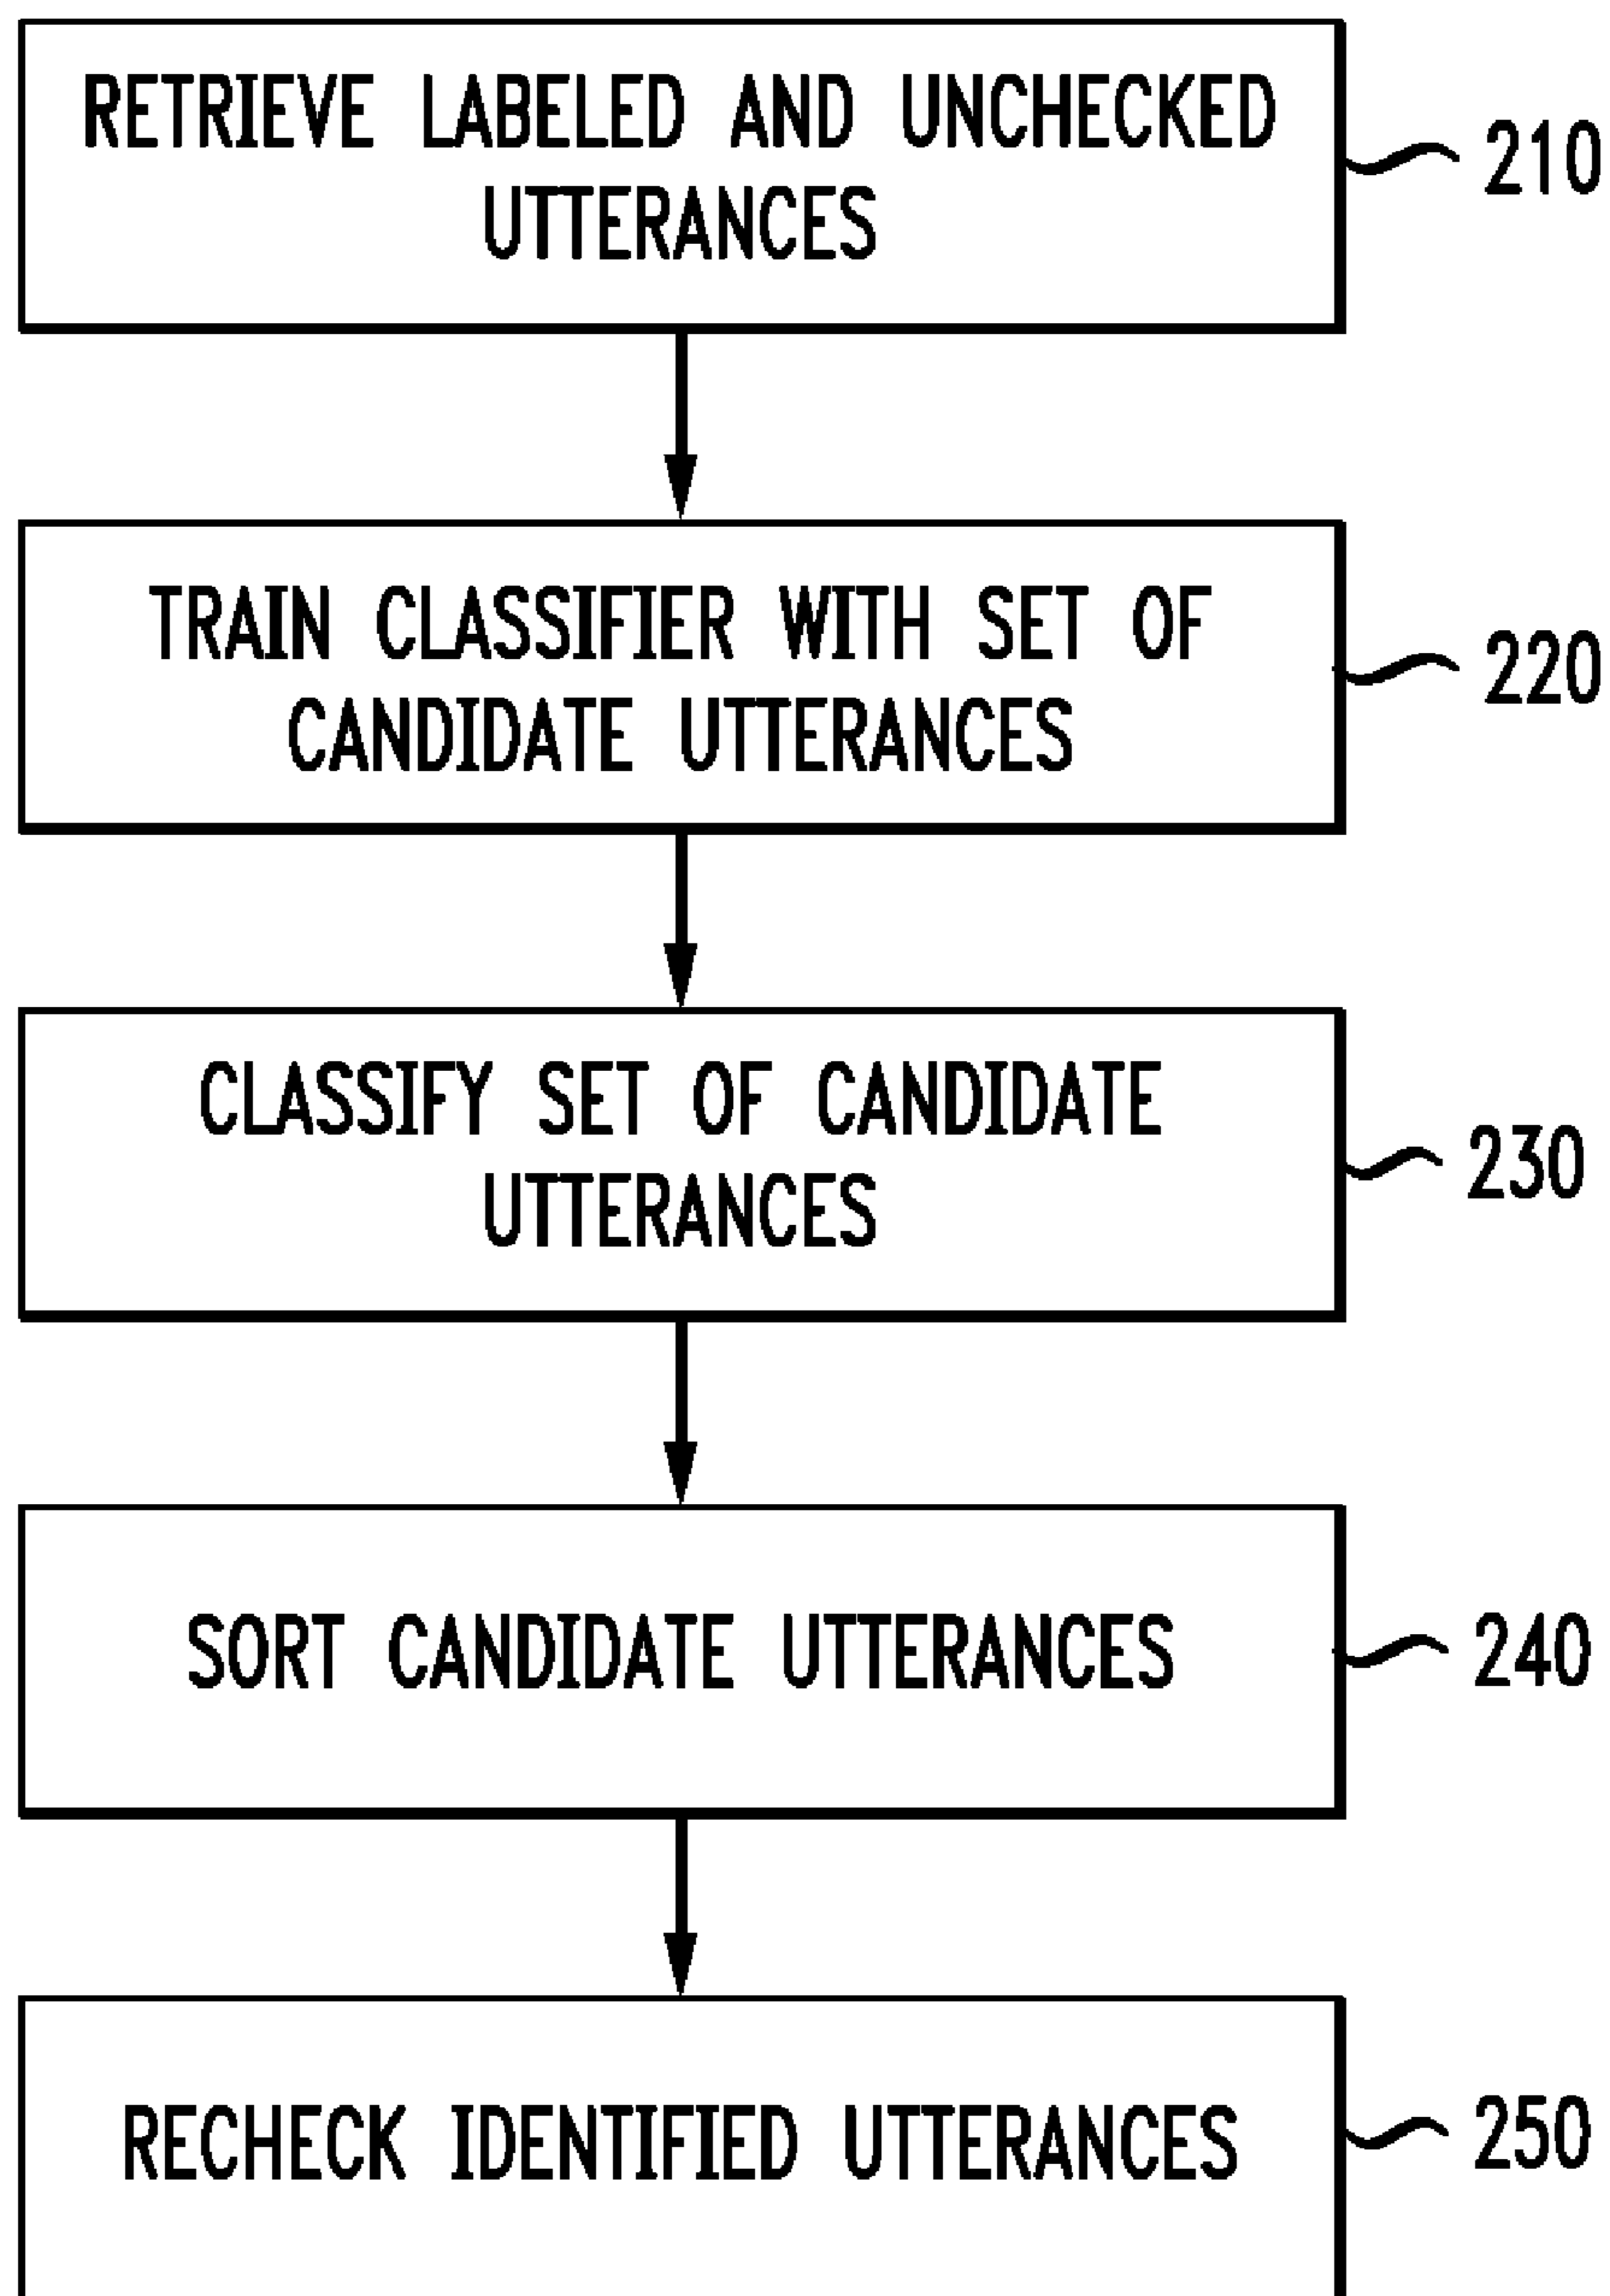 RETRIEVE LABELED AND UNCHECKED
UTTERANCES
210
TRAIN CLASSIFIER WITH SET OF
CANDIDATE UTTERANCES
220
CLASSIFY SET OF CANDIDATE
UTTERANCES
230
SORT CANDIDATE UTTERANCES
240
RECHECK IDENTIFIED UTTERANCES
250